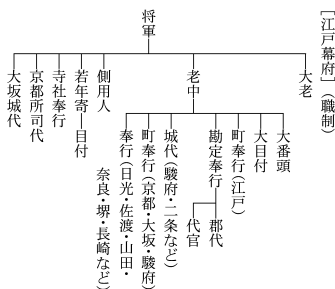 ［江戸幕府］（職制）
将軍
大老
老中
側用人
若年寄
目付
寺社奉行
京都所司代
大坂城代
大番頭
大目付
町奉行（江戸）
勘定奉行
郡代
代官
城代（駿府・二条など）
町奉行（京都・大坂・駿府）
奉行（日光・佐渡・山田・
奈良・堺・長崎など）